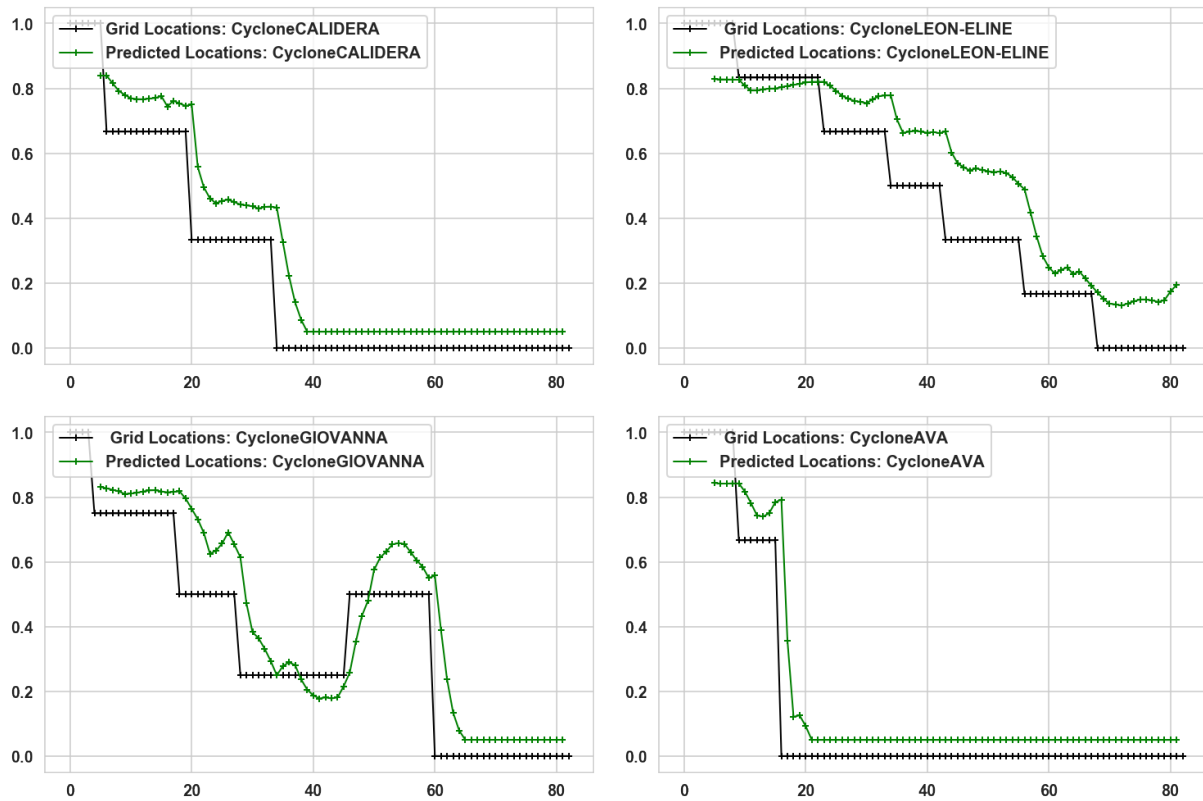 1.0
0.8
0.6
0.4
0.2
0.0
Grid Locations: CycloneCALIDERA
Predicted Locations: CycloneCALIDERA
0 20 40 60 80
1.0
0.8
0.6
0.4
0.2
0.0
Grid Locations: CycloneLEON-ELINE
Predicted Locations: CycloneLEON-ELINE
0 20 40 60 80
1.0
0.8
0.6
0.4
0.2
0.0
Grid Locations: CycloneGIOVANNA
Predicted Locations: CycloneGIOVANNA
0 20 40 60 80
1.0
0.8
0.6
0.4
0.2
0.0
Grid Locations: CycloneAVA
Predicted Locations: CycloneAVA
0 20 40 60 80